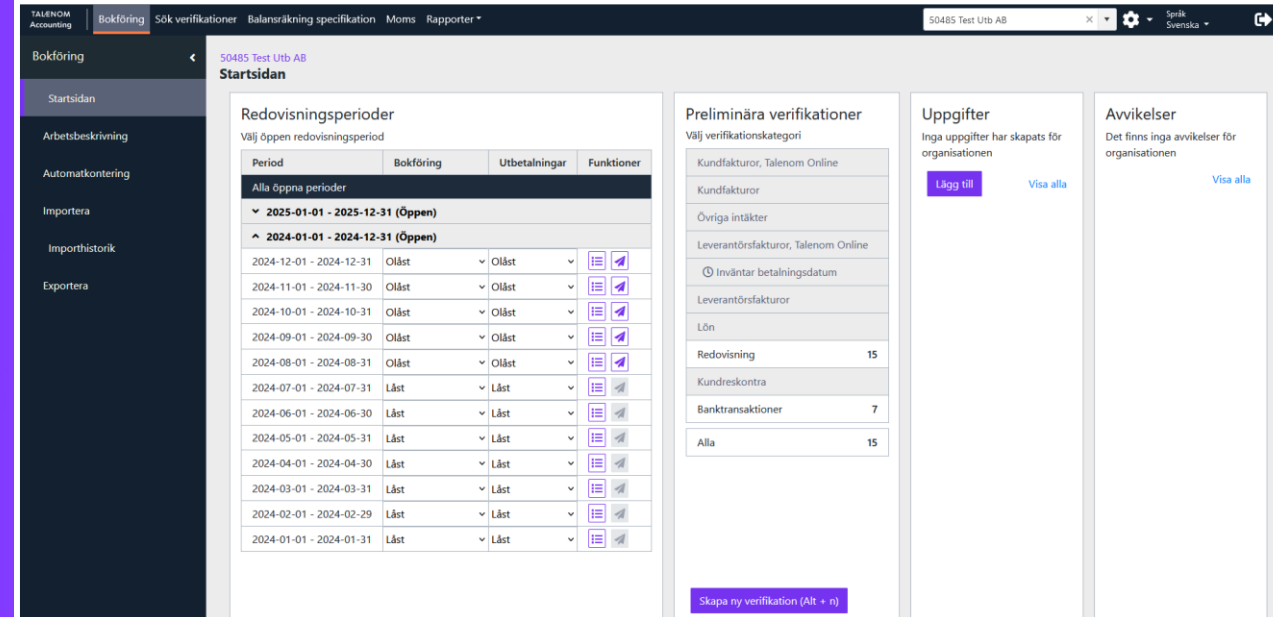 TALENOM
Accounting
Bokföring Sök verifikationer Balansräkning specifikation Moms Rapporter
50485 Test Utb AB
Språk
Svenska
Bokföring
Startsidan
Arbetsbeskrivning
Automatkontering
Importera
Importhistorik
Exportera
50485 Test Utb AB
Startsidan
Redovisningsperioder
Välj öppen redovisningsperiod
Period Bokföring Utbetalningar Funktioner
Alla öppna perioder
2025-01-01 - 2025-12-31 (Öppen)
2024-01-01 - 2024-12-31 (Öppen)
2024-12-01 - 2024-12-31 Olåst Olåst
2024-11-01 - 2024-11-30 Olåst Olåst
2024-10-01 - 2024-10-31 Olåst Olåst
2024-09-01 - 2024-09-30 Olåst Olåst
2024-08-01 - 2024-08-31 Olåst Olåst
2024-07-01 - 2024-07-31 Låst Låst
2024-06-01 - 2024-06-30 Låst Låst
2024-05-01 - 2024-05-31 Låst Låst
2024-04-01 - 2024-04-30 Låst Låst
2024-03-01 - 2024-03-31 Låst Låst
2024-02-01 - 2024-02-29 Låst Låst
2024-01-01 - 2024-01-31 Låst Låst
Preliminära verifikationer
Välj verifikationskategori
Kundfakturor, Talenom Online
Kundfakturor
Övriga intäkter
Leverantörsfakturor, Talenom Online
Inväntar betalningsdatum
Leverantörsfakturor
Lön
Redovisning 15
Kundreskontra
Banktransaktioner 7
Alla 15
Skapa ny verifikation (Alt + n)
Uppgifter
Inga uppgifter har skapats för
organisationen
Lägg till Visa alla
Avvikelser
Det finns inga avvikelser för
organisationen
Visa alla